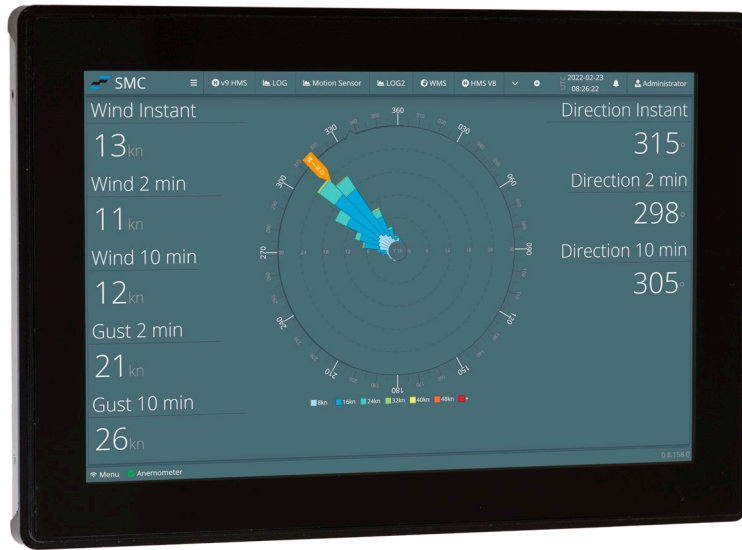 SMC
v9 HMS
LOG
Motion Sensor
LOG2
WMS
HMS V8
UTC 2022-02-23
08:26:22
Administrator
Wind Instant
13kn
Wind 2 min
11kn
Wind 10 min
12kn
Gust 2 min
21kn
Gust 10 min
26kn
360
030
060
090
120
150
180
210
240
270
300
330
WIND
8kn 16kn 24kn 32kn 40kn 48kn +
Direction Instant
315°
Direction 2 min
298°
Direction 10 min
305°
0.8.158.0
Menu Anemometer